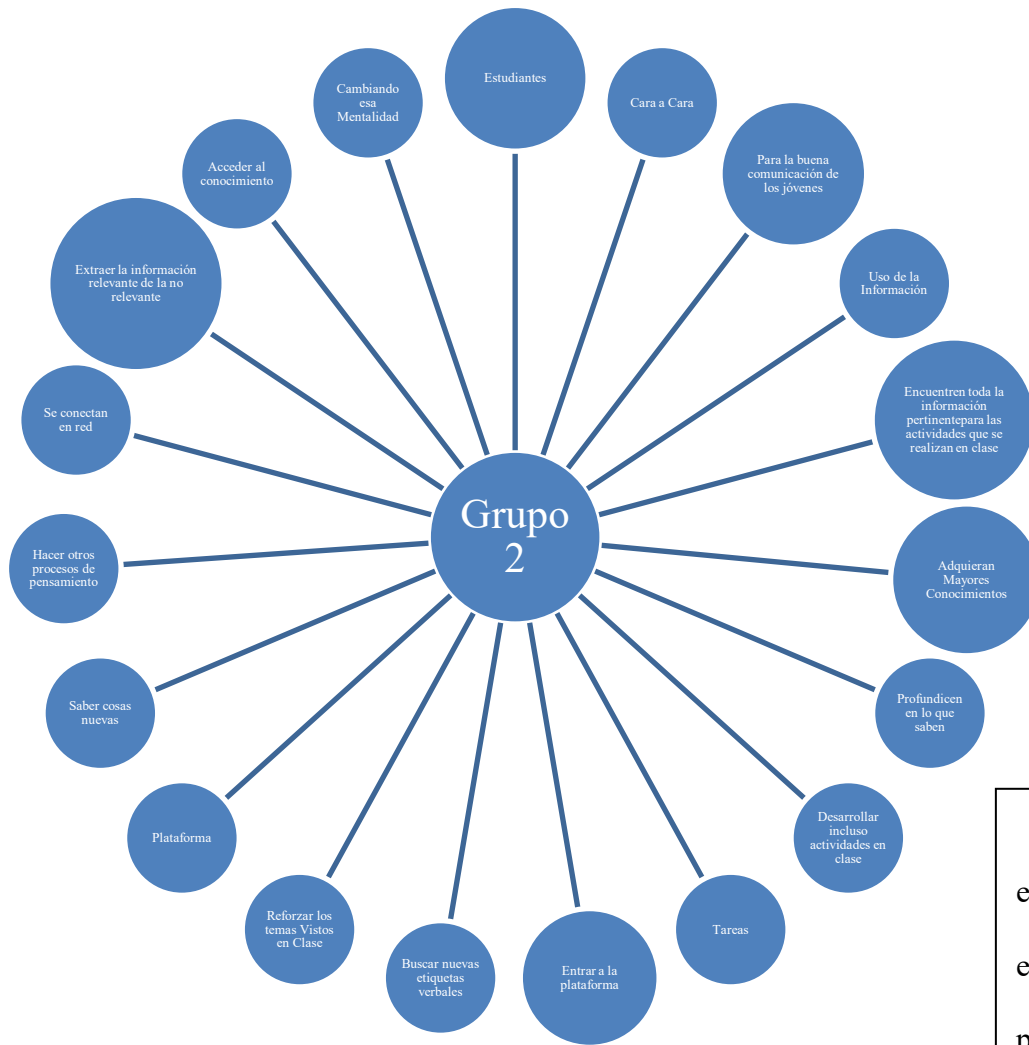 Estudiantes
Cara a Cara
Para la buena
comunicación de
los jóvenes
Uso de la
Información
Encuentren toda la
información
pertinentepara las
actividades que se
realizan en clase
Adquieran
Mayores
Conocimientos
Profundicen
en lo que
saben
Desarrollar
incluso
actividades en
clase
Tareas
Entrar a la
plataforma
Buscar nuevas
etiquetas
verbales
Reforzar los
temas Vistos
en Clase
Plataforma
Saber cosas
nuevas
Hacer otros
procesos de
pensamiento
Se conectan
en red
Extraer la información
relevante de la no
relevante
Acceder al
conocimiento
Cambiando
esa
Mentalidad
Grupo
2
e
e